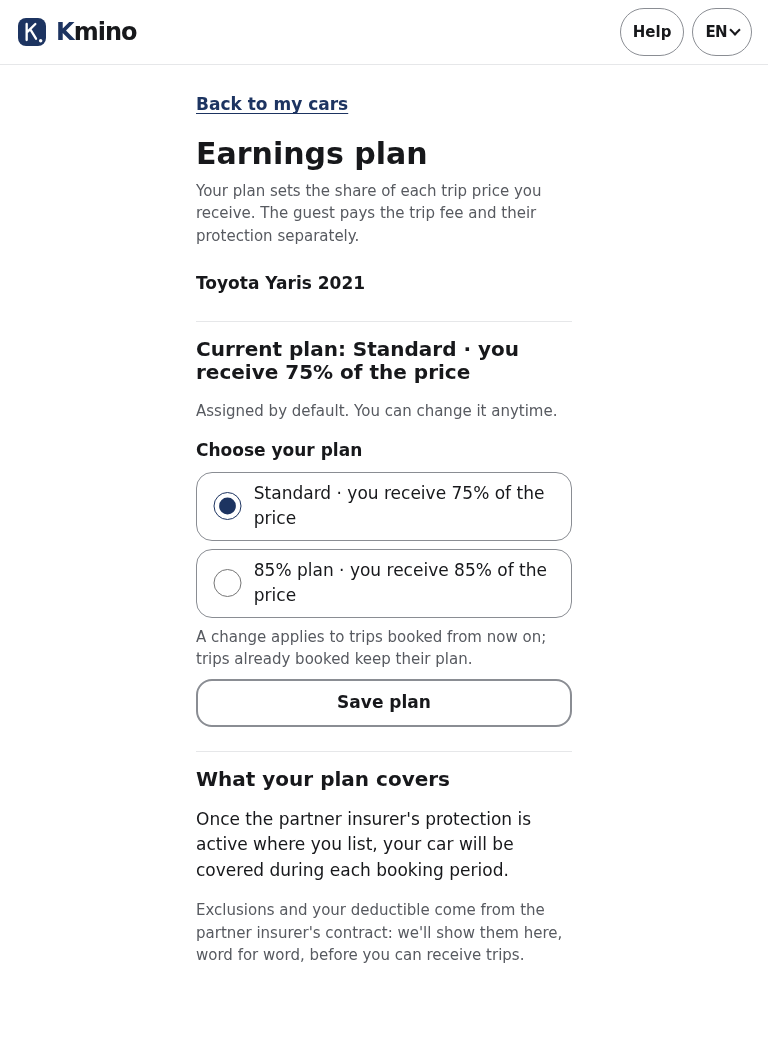 K. Kmino
Help
EN
Back to my cars
Earnings plan
Your plan sets the share of each trip price you
receive. The guest pays the trip fee and their
protection separately.
Toyota Yaris 2021
Current plan: Standard · you
receive 75% of the price
Assigned by default. You can change it anytime.
Choose your plan
Standard · you receive 75% of the
price
85% plan · you receive 85% of the
price
A change applies to trips booked from now on;
trips already booked keep their plan.
Save plan
What your plan covers
Once the partner insurer's protection is
active where you list, your car will be
covered during each booking period.
Exclusions and your deductible come from the
partner insurer's contract: we'll show them here,
word for word, before you can receive trips.